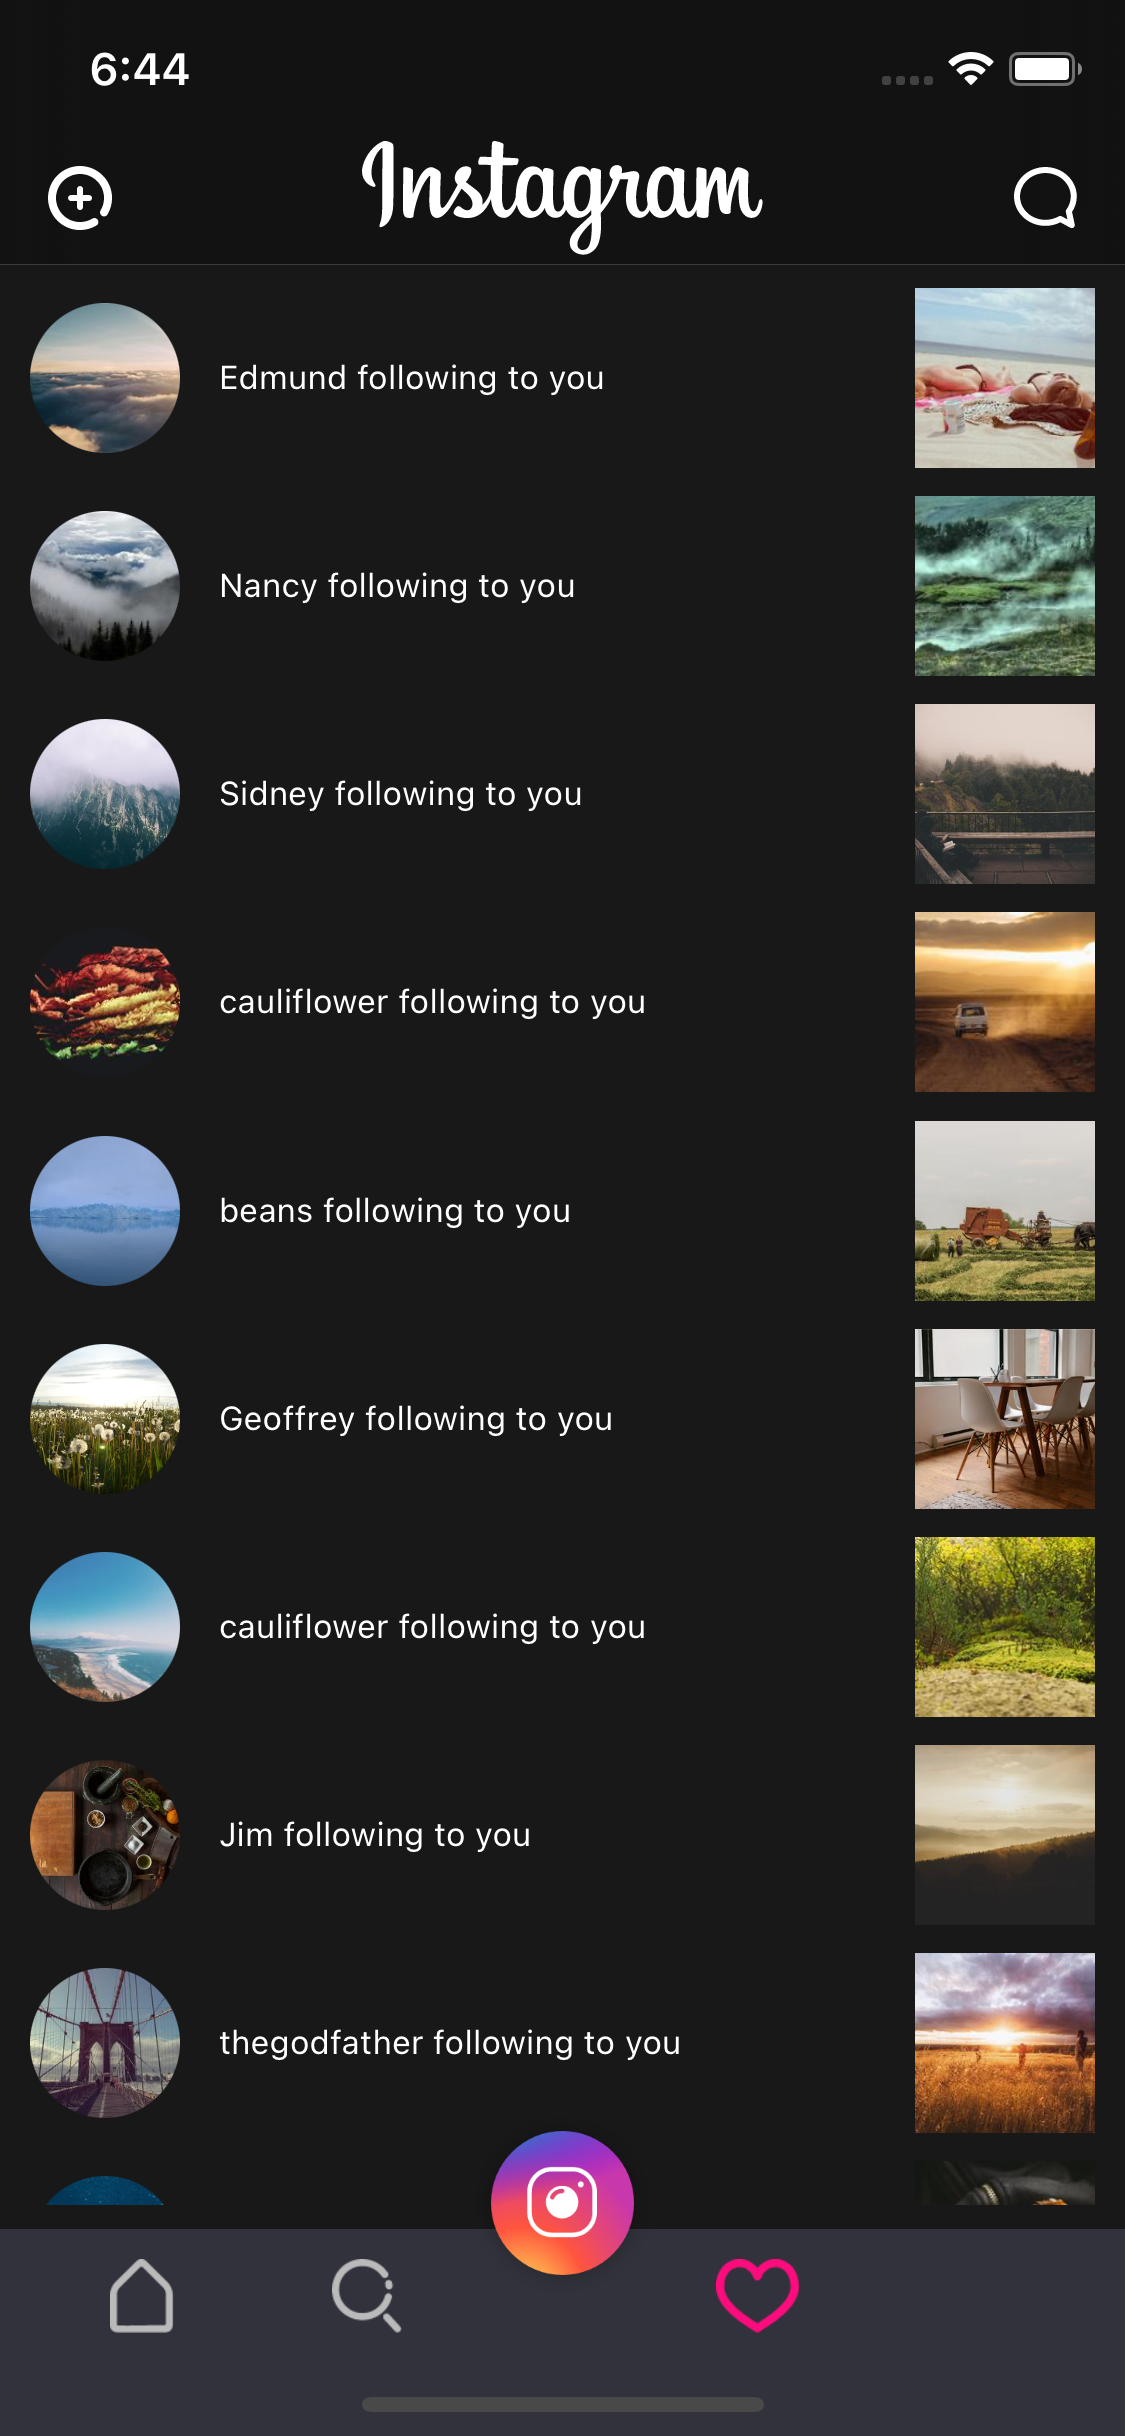 6:44
Instagram
Edmund following to you
Nancy following to you
Sidney following to you
cauliflower following to you
beans following to you
Geoffrey following to you
cauliflower following to you
Jim following to you
thegodfather following to you